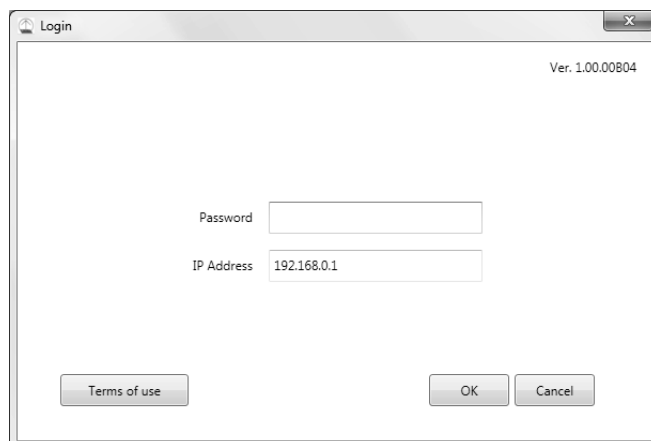 Login
Ver. 1.00.00B04
Password
IP Address 192.168.0.1
Terms of use OK Cancel